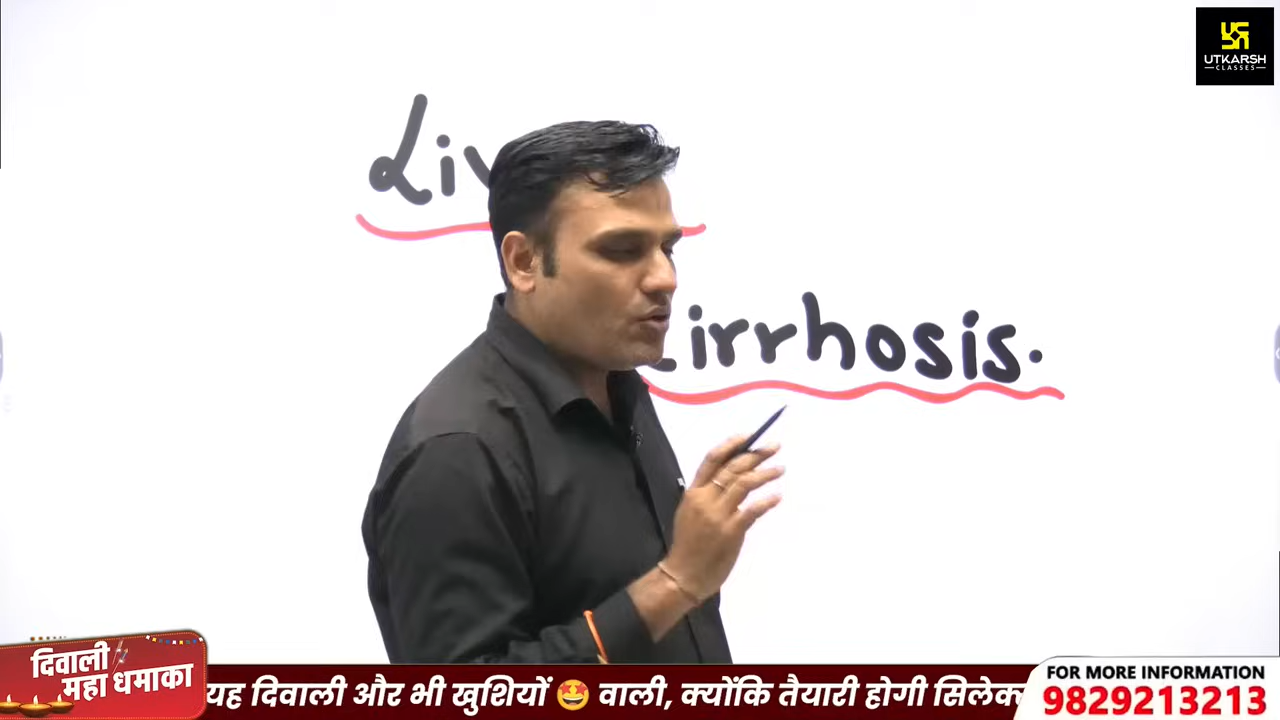 UTKARSH
CLASSES
Liv
irrhosis.
दिवाली
महा धमाका
यह दिवाली और भी खुशियों 🤩 वाली, क्योंकि तैयारी होगी
FOR MORE INFORMATION
9829213213